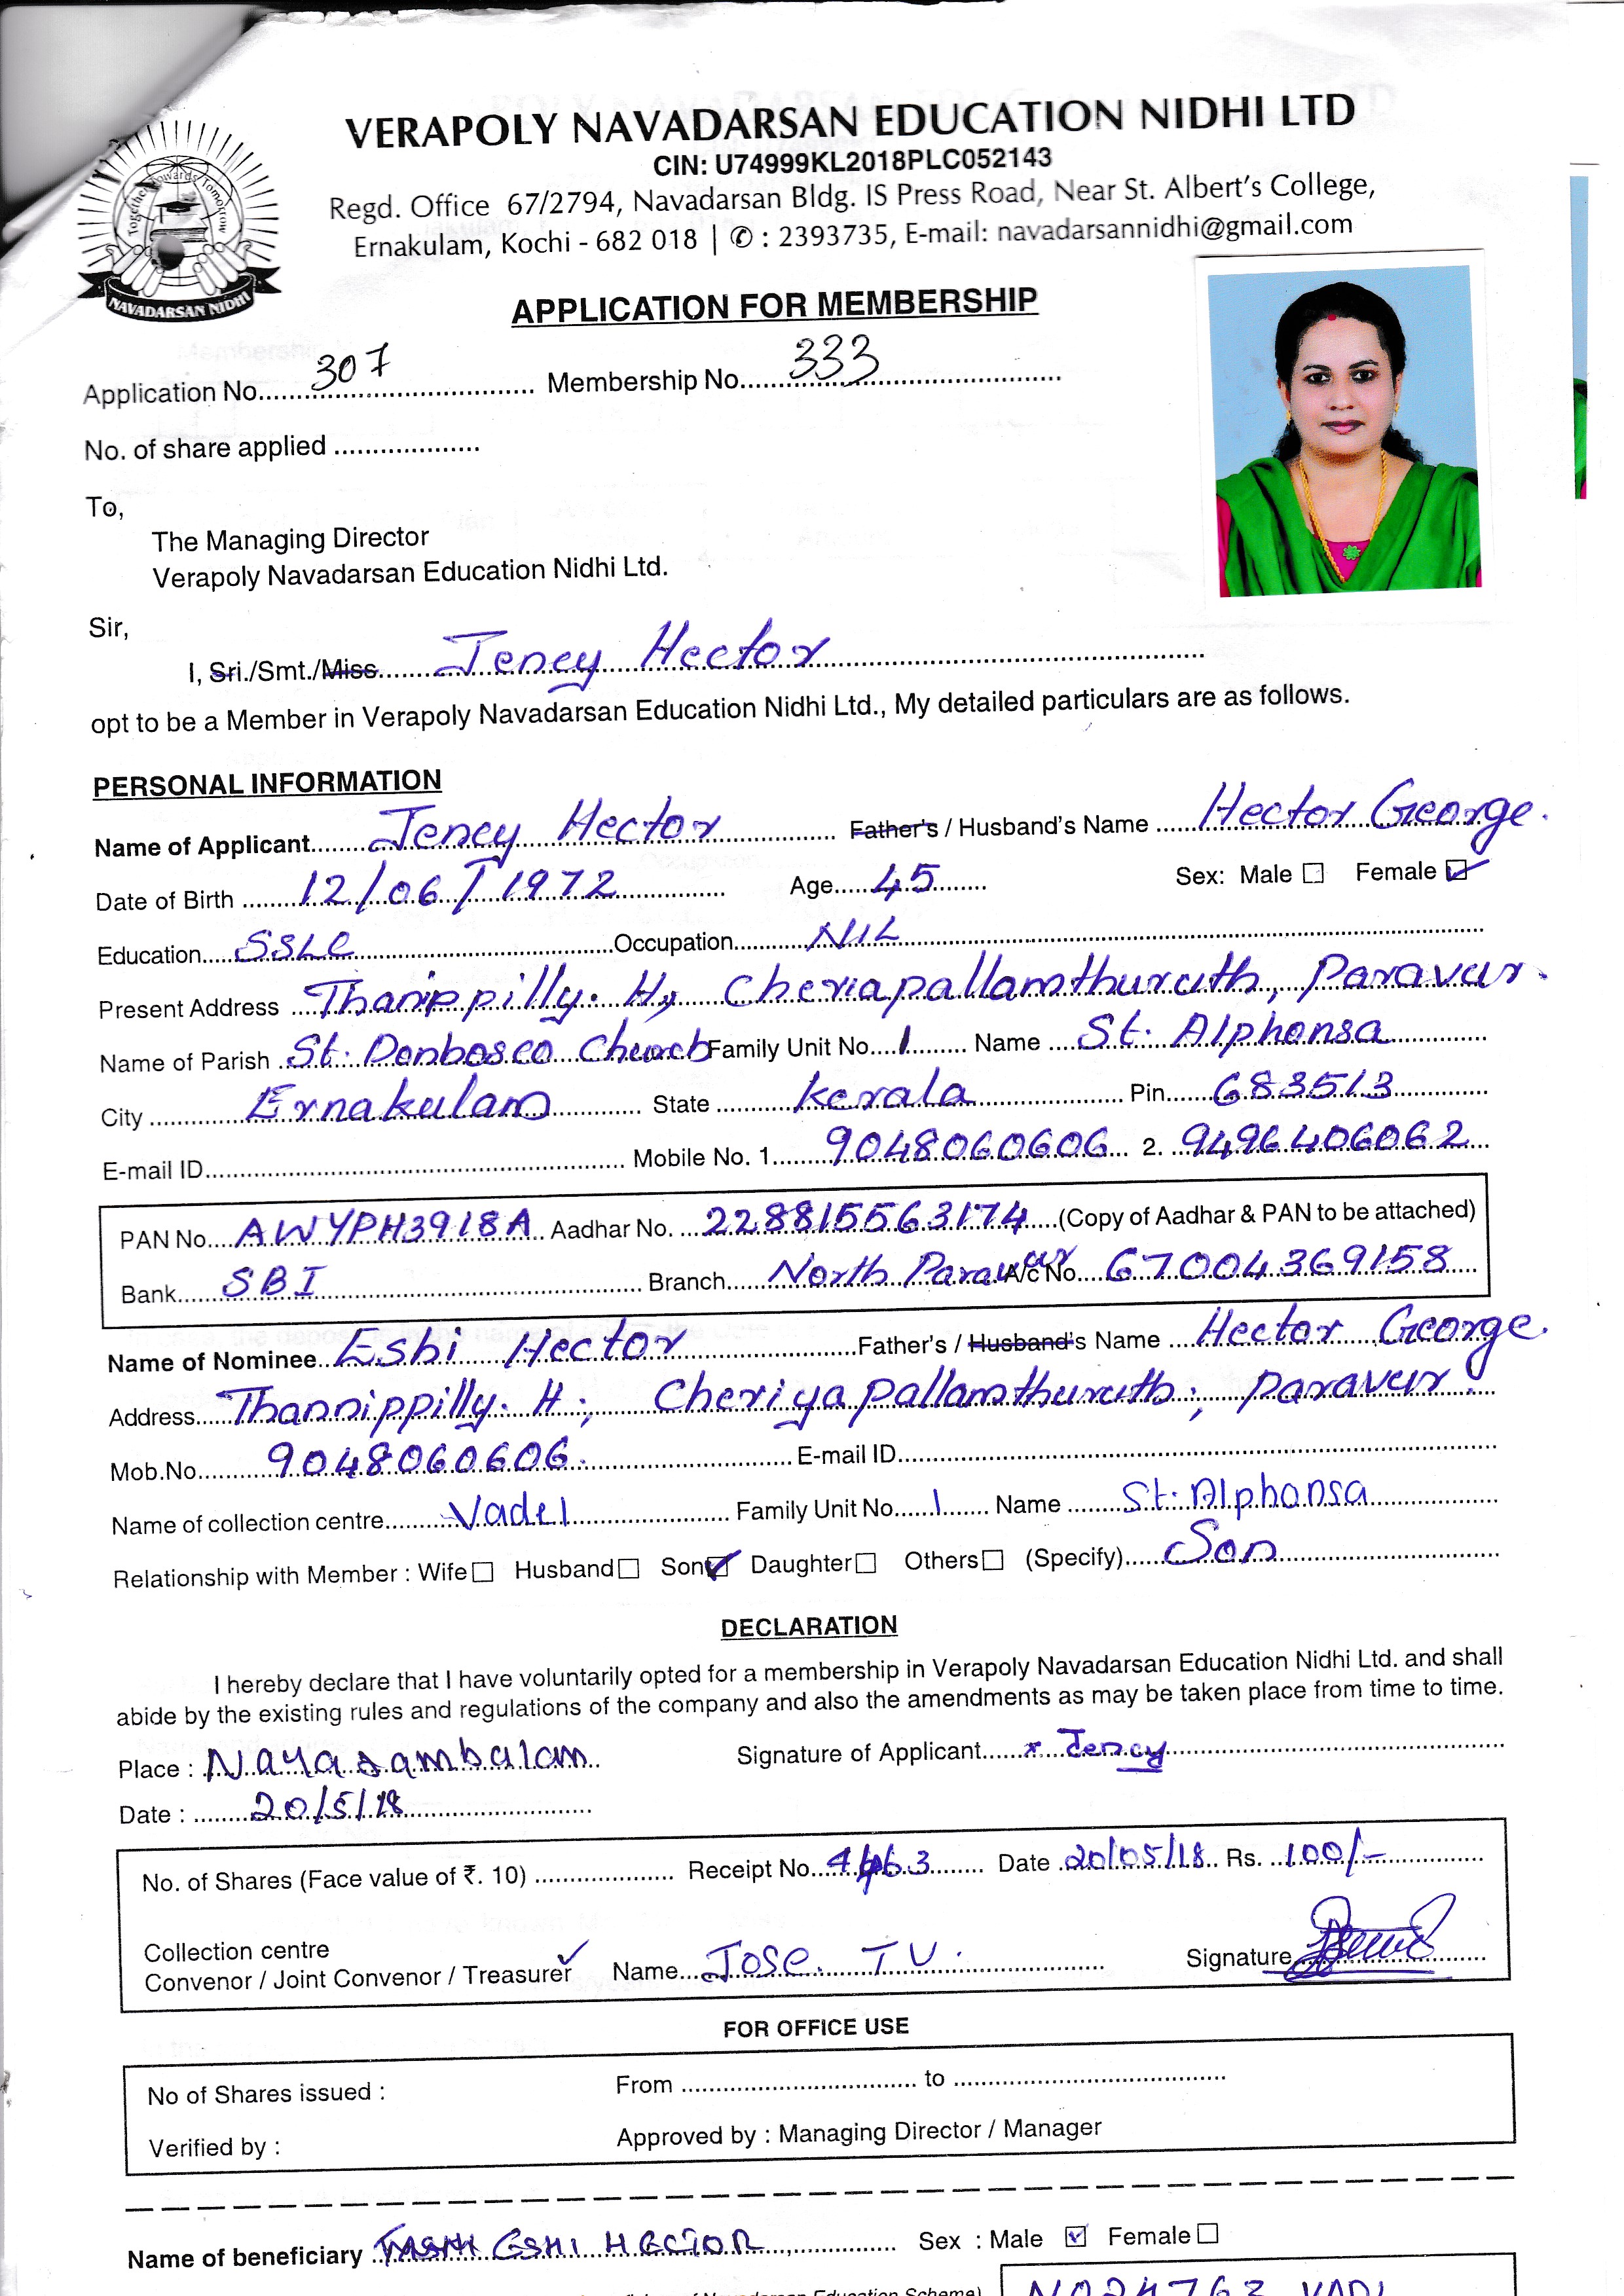 VERAPOLY NAVADARSAN EDUCATION NIDHI LTD
CIN: U74999KL2018PLC052143
Regd. Office 67/2794, Navadarsan Bldg. IS Press Road, Near St. Albert's College,
Ernakulam, Kochi - 682 018 | ✆ : 2393735, E-mail: navadarsannidhi@gmail.com
Together Towards Tomorrow
NAVADARSAN NIDHI
APPLICATION FOR MEMBERSHIP
Application No. 307 Membership No. 333
No. of share applied
To,
The Managing Director
Verapoly Navadarsan Education Nidhi Ltd.
Sir,
I, Sri./Smt./Miss Jency Hector
opt to be a Member in Verapoly Navadarsan Education Nidhi Ltd., My detailed particulars are as follows.
PERSONAL INFORMATION
Name of Applicant Jency Hector Father's / Husband's Name Hector George.
Date of Birth 12/06/1972 Age 45 Sex: Male ☐ Female ☑
Education SSLC Occupation NIL
Present Address Thanippilly. H, Cheriapallamthuruth, Paravur.
Name of Parish St. Donbosco Church Family Unit No. 1 Name St. Alphonsa
City Ernakulam State Kerala Pin 683513
E-mail ID Mobile No. 1 9048060606 2. 9496406062
PAN No. AWYPH3918A Aadhar No. 228815563174 (Copy of Aadhar & PAN to be attached)
Bank SBI Branch North Paravur A/c No. 67004369158
Name of Nominee Esbi Hector Father's / Husband's Name Hector George.
Address Thannippilly. H; Cheriyapallamthuruth; Paravur.
Mob.No. 9048060606. E-mail ID
Name of collection centre Vadel Family Unit No. 1 Name St. Alphonsa
Relationship with Member : Wife ☐ Husband ☐ Son ☑ Daughter ☐ Others ☐ (Specify) Son
DECLARATION
I hereby declare that I have voluntarily opted for a membership in Verapoly Navadarsan Education Nidhi Ltd. and shall
abide by the existing rules and regulations of the company and also the amendments as may be taken place from time to time.
Place : Nayarambalam Signature of Applicant x Jency
Date : 20/5/18
No. of Shares (Face value of ₹. 10) Receipt No. Date 20/05/18 Rs. 100/-
Collection centre
Convenor / Joint Convenor / Treasurer ✓ Name Jose. T V. Signature
FOR OFFICE USE
No of Shares issued : From to
Verified by : Approved by : Managing Director / Manager
Name of beneficiary HECTOR Sex : Male ☑ Female ☐
Navadarsan Education Scheme)